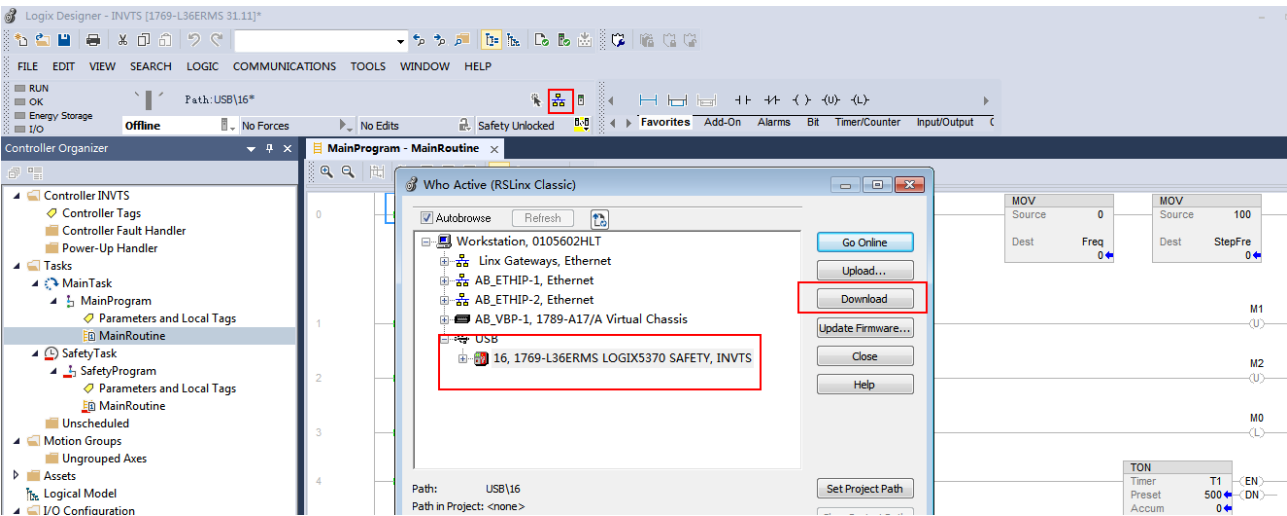 Logix Designer - INVTS [1769-L36ERMS 31.11]*
FILE EDIT VIEW SEARCH LOGIC COMMUNICATIONS TOOLS WINDOW HELP
RUN
OK
Energy Storage
I/O
Path:USB\16*
Offline
No Forces
No Edits
Safety Unlocked
Favorites Add-On Alarms Bit Timer/Counter Input/Output
Controller Organizer
MainProgram - MainRoutine
Controller INVTS
Controller Tags
Controller Fault Handler
Power-Up Handler
Tasks
MainTask
MainProgram
Parameters and Local Tags
MainRoutine
SafetyTask
SafetyProgram
Parameters and Local Tags
MainRoutine
Unscheduled
Motion Groups
Ungrouped Axes
Assets
Logical Model
I/O Configuration
0
1
2
3
4
Who Active (RSLinx Classic)
Autobrowse
Refresh
Workstation, 0105602HLT
Linx Gateways, Ethernet
AB_ETHIP-1, Ethernet
AB_ETHIP-2, Ethernet
AB_VBP-1, 1789-A17/A Virtual Chassis
USB
16, 1769-L36ERMS LOGIX5370 SAFETY, INVTS
Go Online
Upload...
Download
Update Firmware...
Close
Help
Path: USB\16
Path in Project: <none>
Set Project Path
MOV
Source 0
Dest Freq
0
MOV
Source 100
Dest StepFre
0
M1
U
M2
U
M0
L
TON
Timer T1 EN
Preset 500 DN
Accum 0